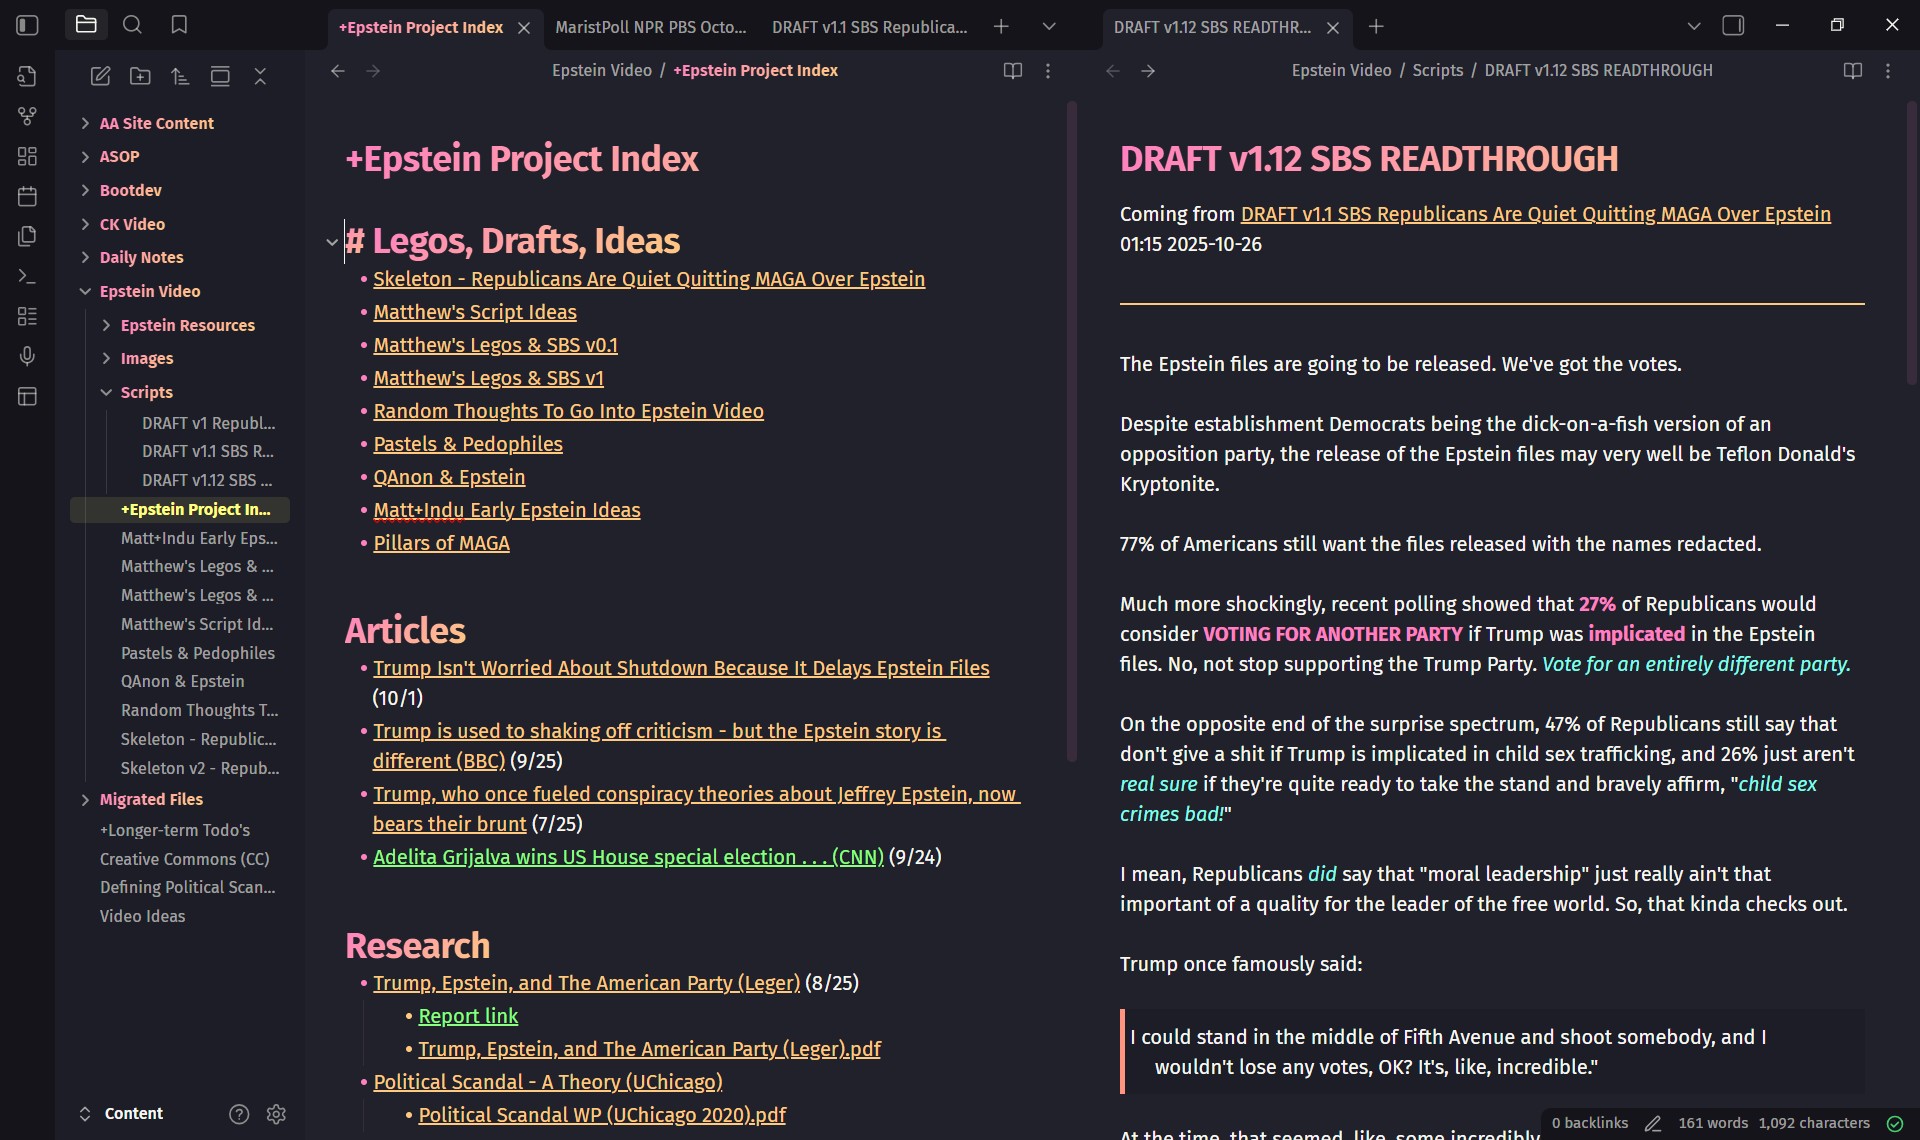 +Epstein Project Index
MaristPoll NPR PBS Octo...
DRAFT v1.1 SBS Republica...
DRAFT v1.12 SBS READTHR...
Epstein Video / +Epstein Project Index
Epstein Video / Scripts / DRAFT v1.12 SBS READTHROUGH
AA Site Content
ASOP
Bootdev
CK Video
Daily Notes
Epstein Video
Epstein Resources
Images
Scripts
DRAFT v1 Republ...
DRAFT v1.1 SBS R...
DRAFT v1.12 SBS ...
+Epstein Project In...
Matt+Indu Early Eps...
Matthew's Legos & ...
Matthew's Legos & ...
Matthew's Script Id...
Pastels & Pedophiles
QAnon & Epstein
Random Thoughts T...
Skeleton - Republic...
Skeleton v2 - Repub...
Migrated Files
+Longer-term Todo's
Creative Commons (CC)
Defining Political Scan...
Video Ideas
Content
+Epstein Project Index
# Legos, Drafts, Ideas
• Skeleton - Republicans Are Quiet Quitting MAGA Over Epstein
• Matthew's Script Ideas
• Matthew's Legos & SBS v0.1
• Matthew's Legos & SBS v1
• Random Thoughts To Go Into Epstein Video
• Pastels & Pedophiles
• QAnon & Epstein
• Matt+Indu Early Epstein Ideas
• Pillars of MAGA
Articles
• Trump Isn't Worried About Shutdown Because It Delays Epstein Files
(10/1)
• Trump is used to shaking off criticism - but the Epstein story is
different (BBC) (9/25)
• Trump, who once fueled conspiracy theories about Jeffrey Epstein, now
bears their brunt (7/25)
• Adelita Grijalva wins US House special election . . . (CNN) (9/24)
Research
• Trump, Epstein, and The American Party (Leger) (8/25)
• Report link
• Trump, Epstein, and The American Party (Leger).pdf
• Political Scandal - A Theory (UChicago)
• Political Scandal WP (UChicago 2020).pdf
DRAFT v1.12 SBS READTHROUGH
Coming from DRAFT v1.1 SBS Republicans Are Quiet Quitting MAGA Over Epstein
01:15 2025-10-26
The Epstein files are going to be released. We've got the votes.
Despite establishment Democrats being the dick-on-a-fish version of an
opposition party, the release of the Epstein files may very well be Teflon Donald's
Kryptonite.
77% of Americans still want the files released with the names redacted.
Much more shockingly, recent polling showed that 27% of Republicans would
consider VOTING FOR ANOTHER PARTY if Trump was implicated in the Epstein
files. No, not stop supporting the Trump Party. Vote for an entirely different party.
On the opposite end of the surprise spectrum, 47% of Republicans still say that
don't give a shit if Trump is implicated in child sex trafficking, and 26% just aren't
real sure if they're quite ready to take the stand and bravely affirm, "child sex
crimes bad!"
I mean, Republicans did say that "moral leadership" just really ain't that
important of a quality for the leader of the free world. So, that kinda checks out.
Trump once famously said:
I could stand in the middle of Fifth Avenue and shoot somebody, and I
wouldn't lose any votes, OK? It's, like, incredible."
At the time, that seemed, like, some incredibly
0 backlinks 161 words 1,092 characters